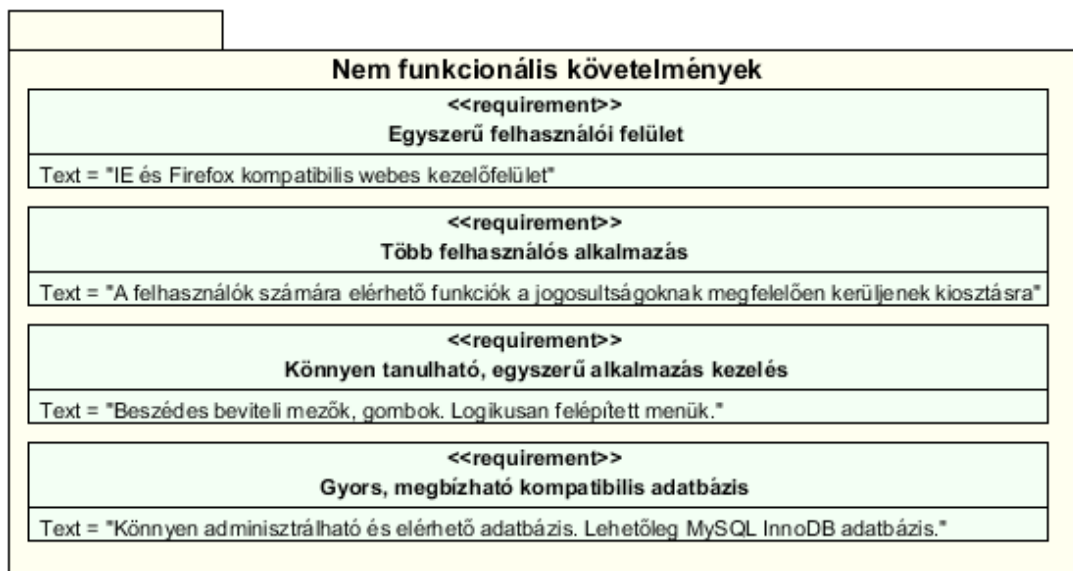 Nem funkcionális követelmények
<<requirement>>
Egyszerű felhasználói felület
Text = "IE és Firefox kompatibilis webes kezelőfelület"
<<requirement>>
Több felhasználós alkalmazás
Text = "A felhasználók számára elérhető funkciók a jogosultságoknak megfelelően kerüljenek kiosztásra"
<<requirement>>
Könnyen tanulható, egyszerű alkalmazás kezelés
Text = "Beszédes beviteli mezők, gombok. Logikusan felépített menük."
<<requirement>>
Gyors, megbízható kompatibilis adatbázis
Text = "Könnyen adminisztrálható és elérhető adatbázis. Lehetőleg MySQL InnoDB adatbázis."